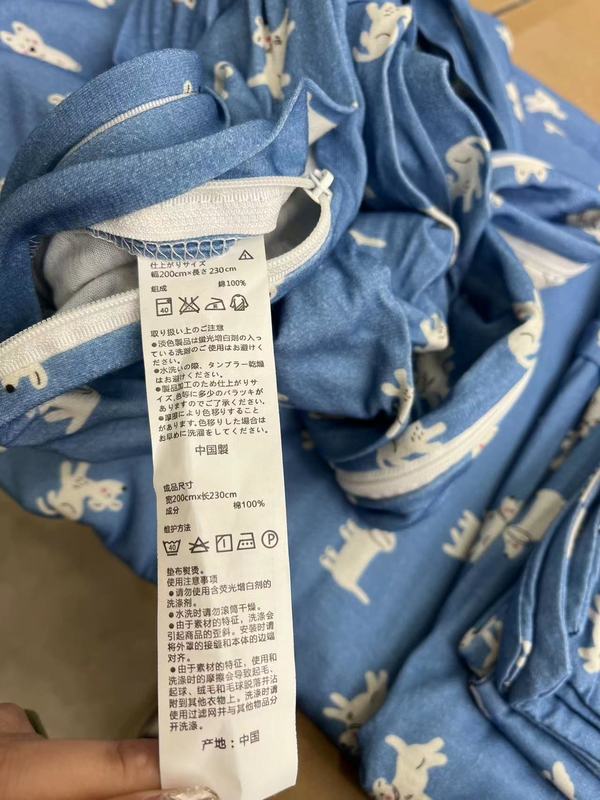 仕上がりサイズ
幅200cm×長さ230cm
組成
綿100%
40
取り扱い上のご注意
●淡色製品は蛍光増白剤の入っ
ている洗剤のご使用はお避けく
ださい。
●水洗いの際、タンブラー乾燥
はお避けください。
●製品加工のため仕上がりサ
イズ、色等に多少のバラツキが
ありますのでご了承ください。
●摩擦により色移りすること
があります。色移りした場合は
お早めに洗濯をしてください。
中国製
成品尺寸
宽200cmx长230cm
成分
棉100%
维护方法
40
P
垫布熨烫。
使用注意事项
●请勿使用含荧光增白剂的
洗涤剂。
●水洗时请勿滚筒干燥。
●由于素材的特征，洗涤会
引起商品的歪斜。安装时请
将外罩的接缝和本体的边端
对齐。
●由于素材的特征，使用和
洗涤时的摩擦会导致起毛、
起球、绒毛和毛球脱落并沾
附到其他衣物上。洗涤时请
使用过滤网并与其他物品分
开洗涤。
产地：中国